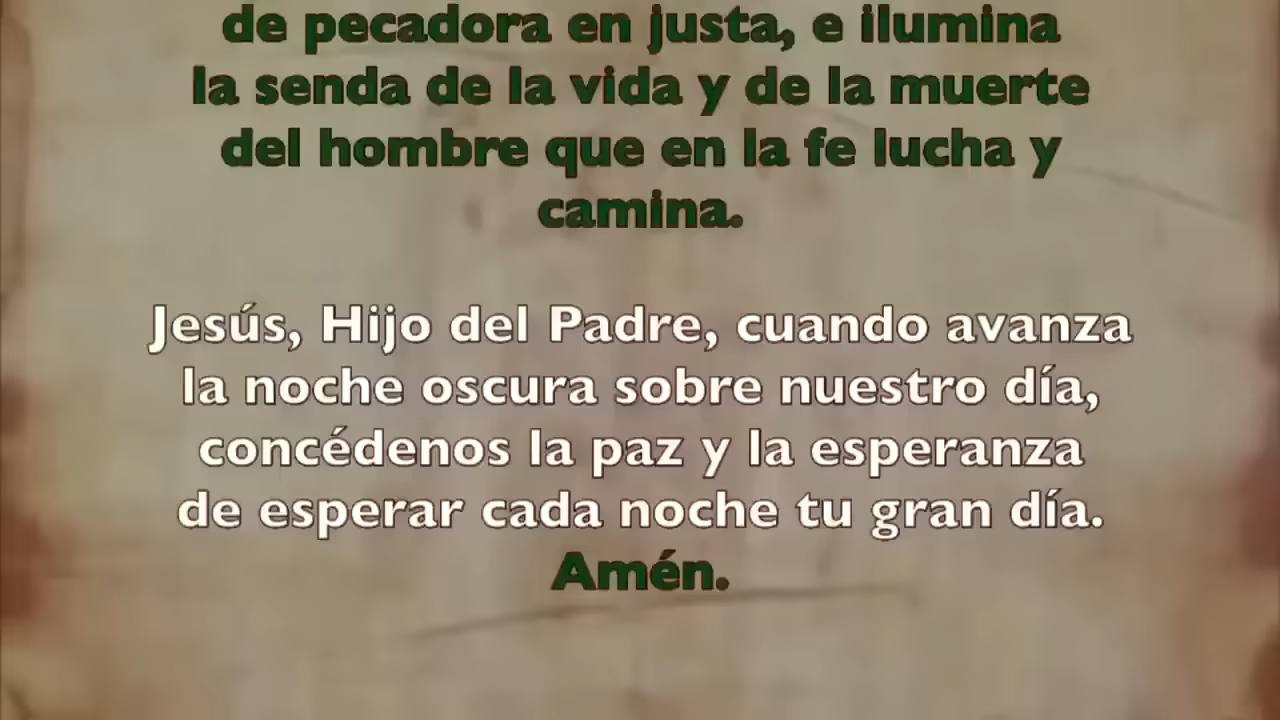 de pecadora en justa, e ilumina
la senda de la vida y de la muerte
del hombre que en la fe lucha y
camina.
Jesús, Hijo del Padre, cuando avanza
la noche oscura sobre nuestro día,
concédenos la paz y la esperanza
de esperar cada noche tu gran día.
Amén.